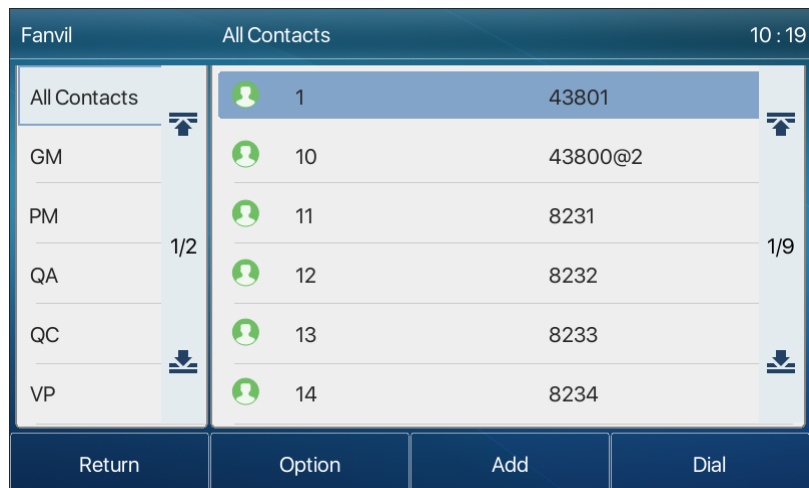 Fanvil All Contacts 10 : 19
All Contacts
GM
PM
QA
QC
VP
1/2
1 43801
10 43800@2
11 8231
12 8232
13 8233
14 8234
1/9
Return Option Add Dial